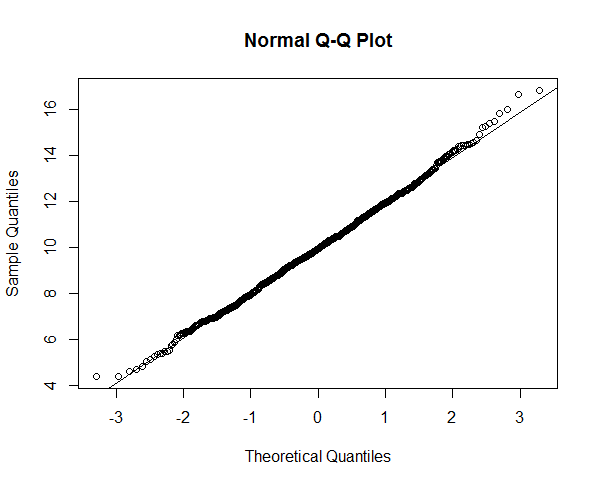 Normal Q-Q Plot
Sample Quantiles
16
14
12
10
8
6
4
-3 -2 -1 0 1 2 3
Theoretical Quantiles